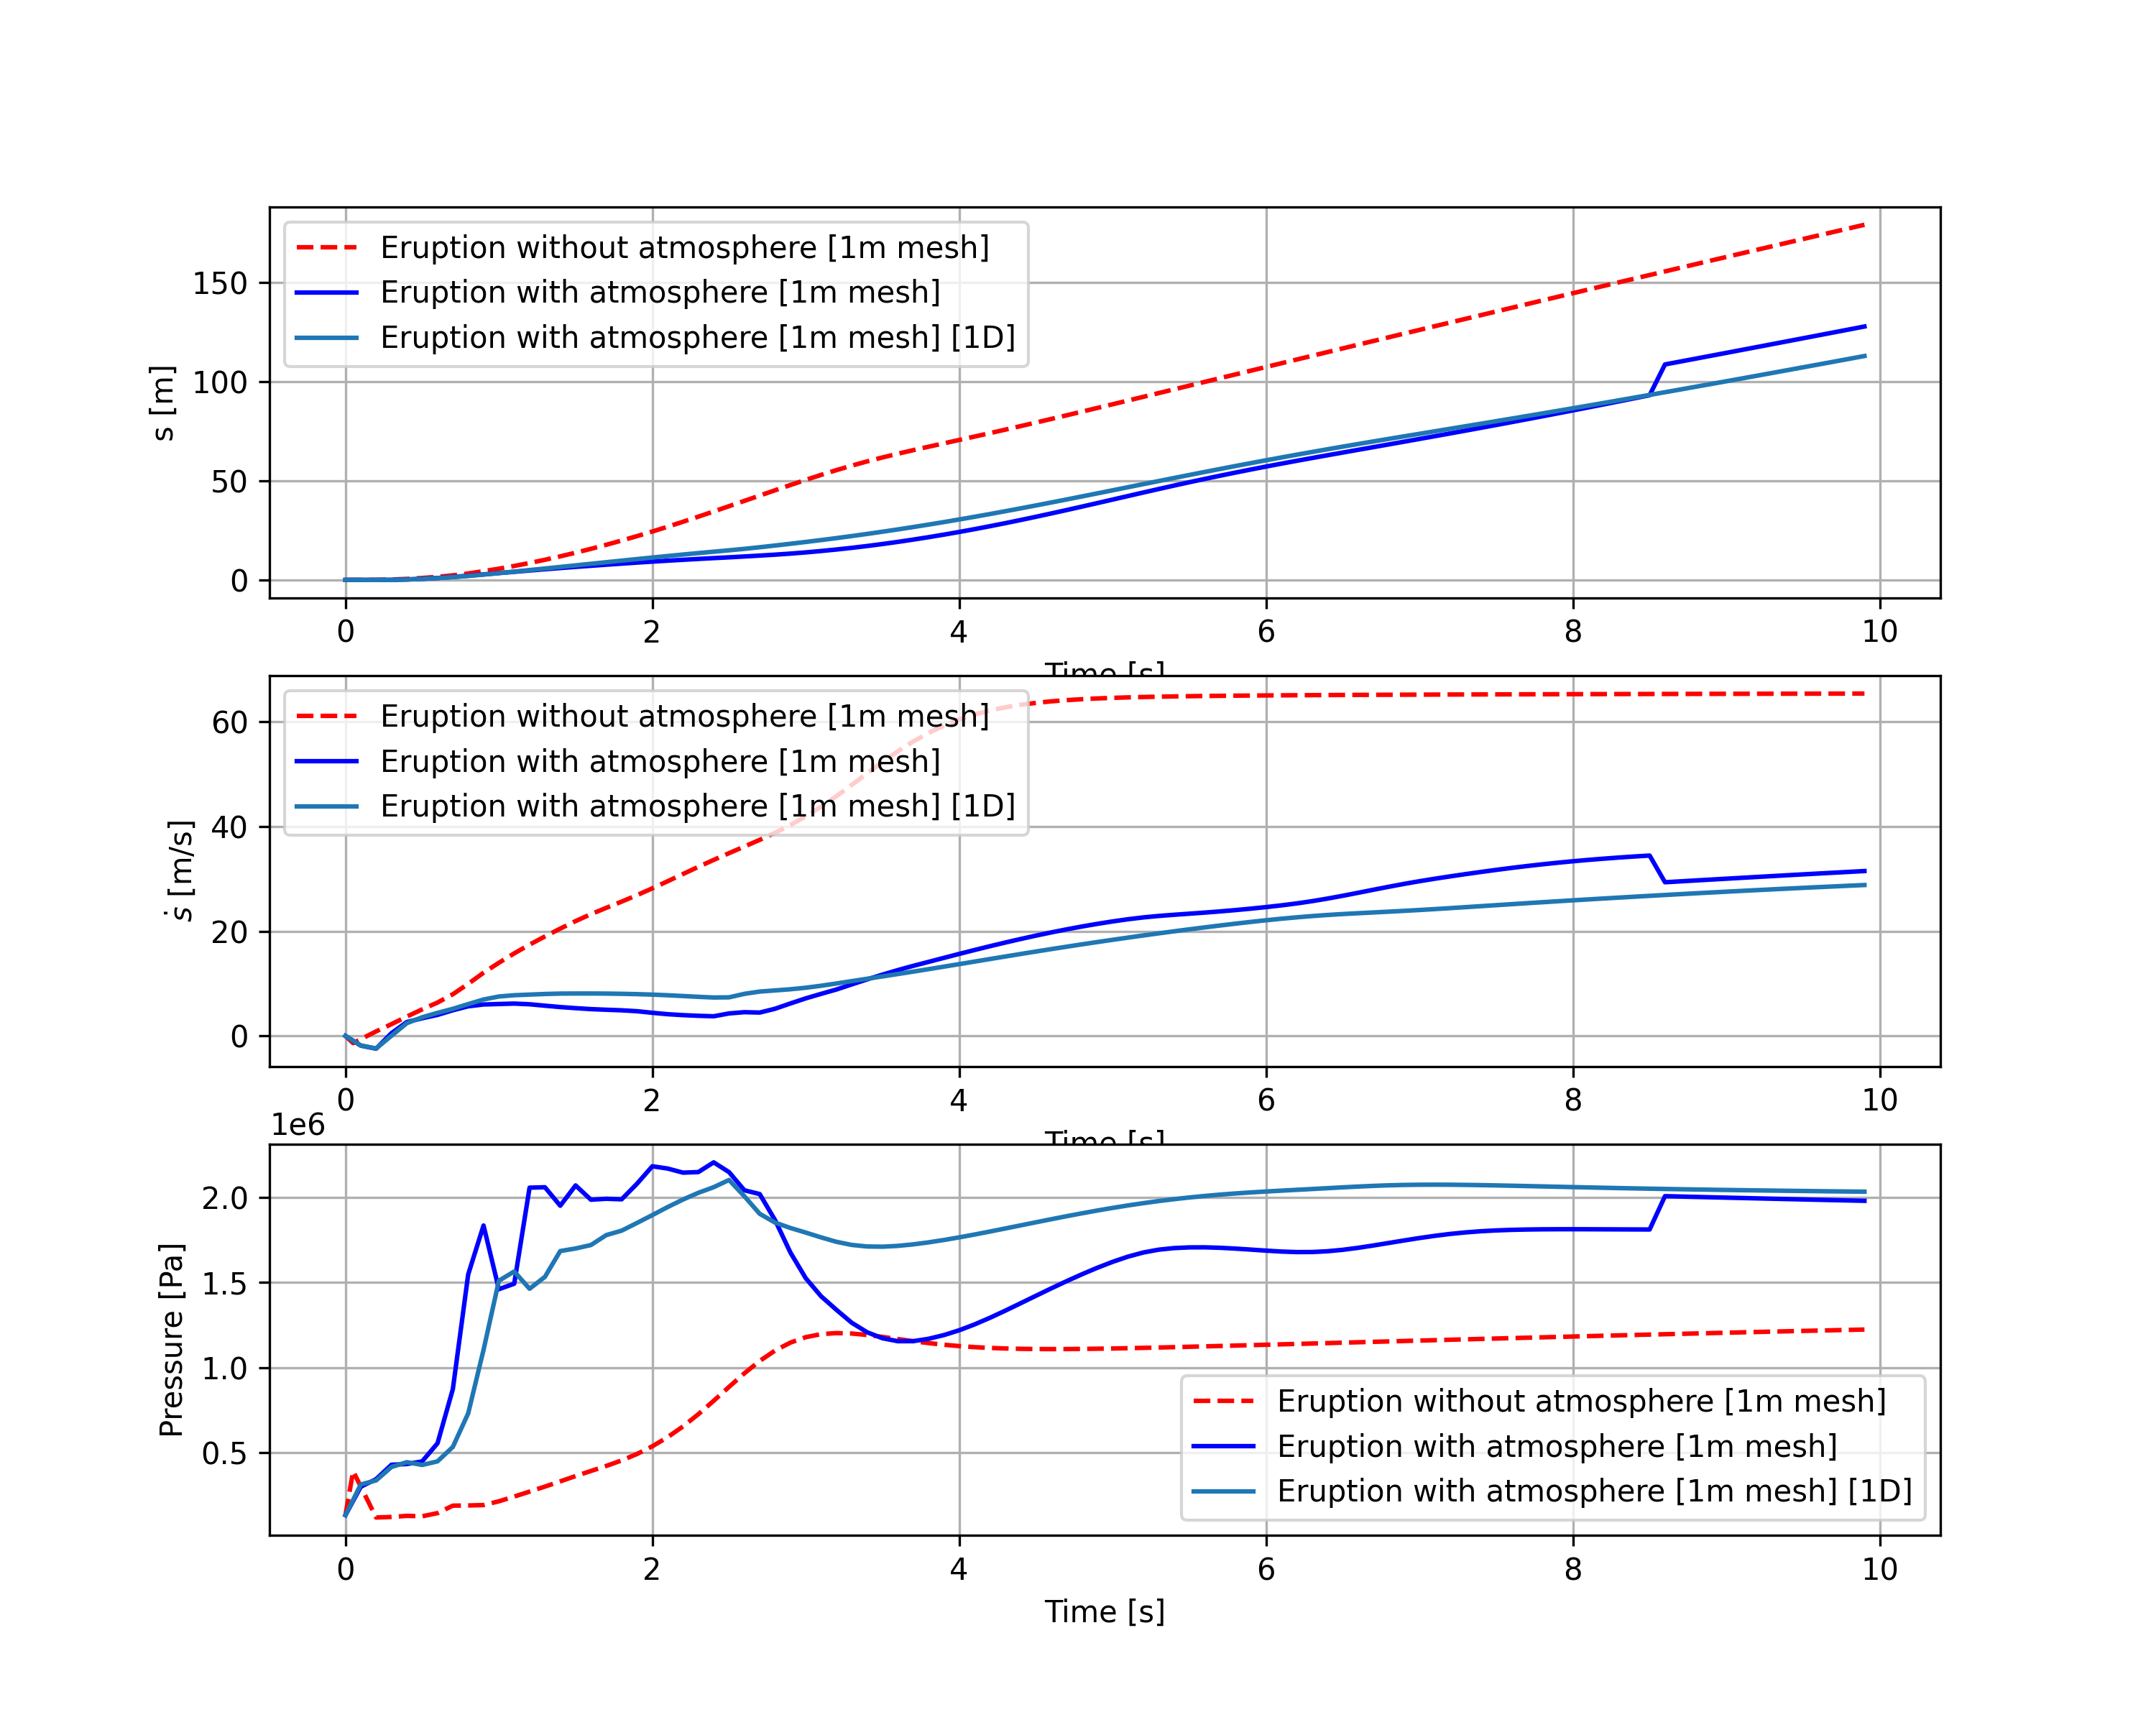 Eruption without atmosphere [1m mesh]
Eruption with atmosphere [1m mesh]
Eruption with atmosphere [1m mesh] [1D]
s [m]
150
100
50
0
0 2 4 6 8 10
Time [s]
Eruption without atmosphere [1m mesh]
Eruption with atmosphere [1m mesh]
Eruption with atmosphere [1m mesh] [1D]
ṡ [m/s]
60
40
20
0
0 2 4 6 8 10
Time [s]
1e6
Pressure [Pa]
2.0
1.5
1.0
0.5
Eruption without atmosphere [1m mesh]
Eruption with atmosphere [1m mesh]
Eruption with atmosphere [1m mesh] [1D]
0 2 4 6 8 10
Time [s]